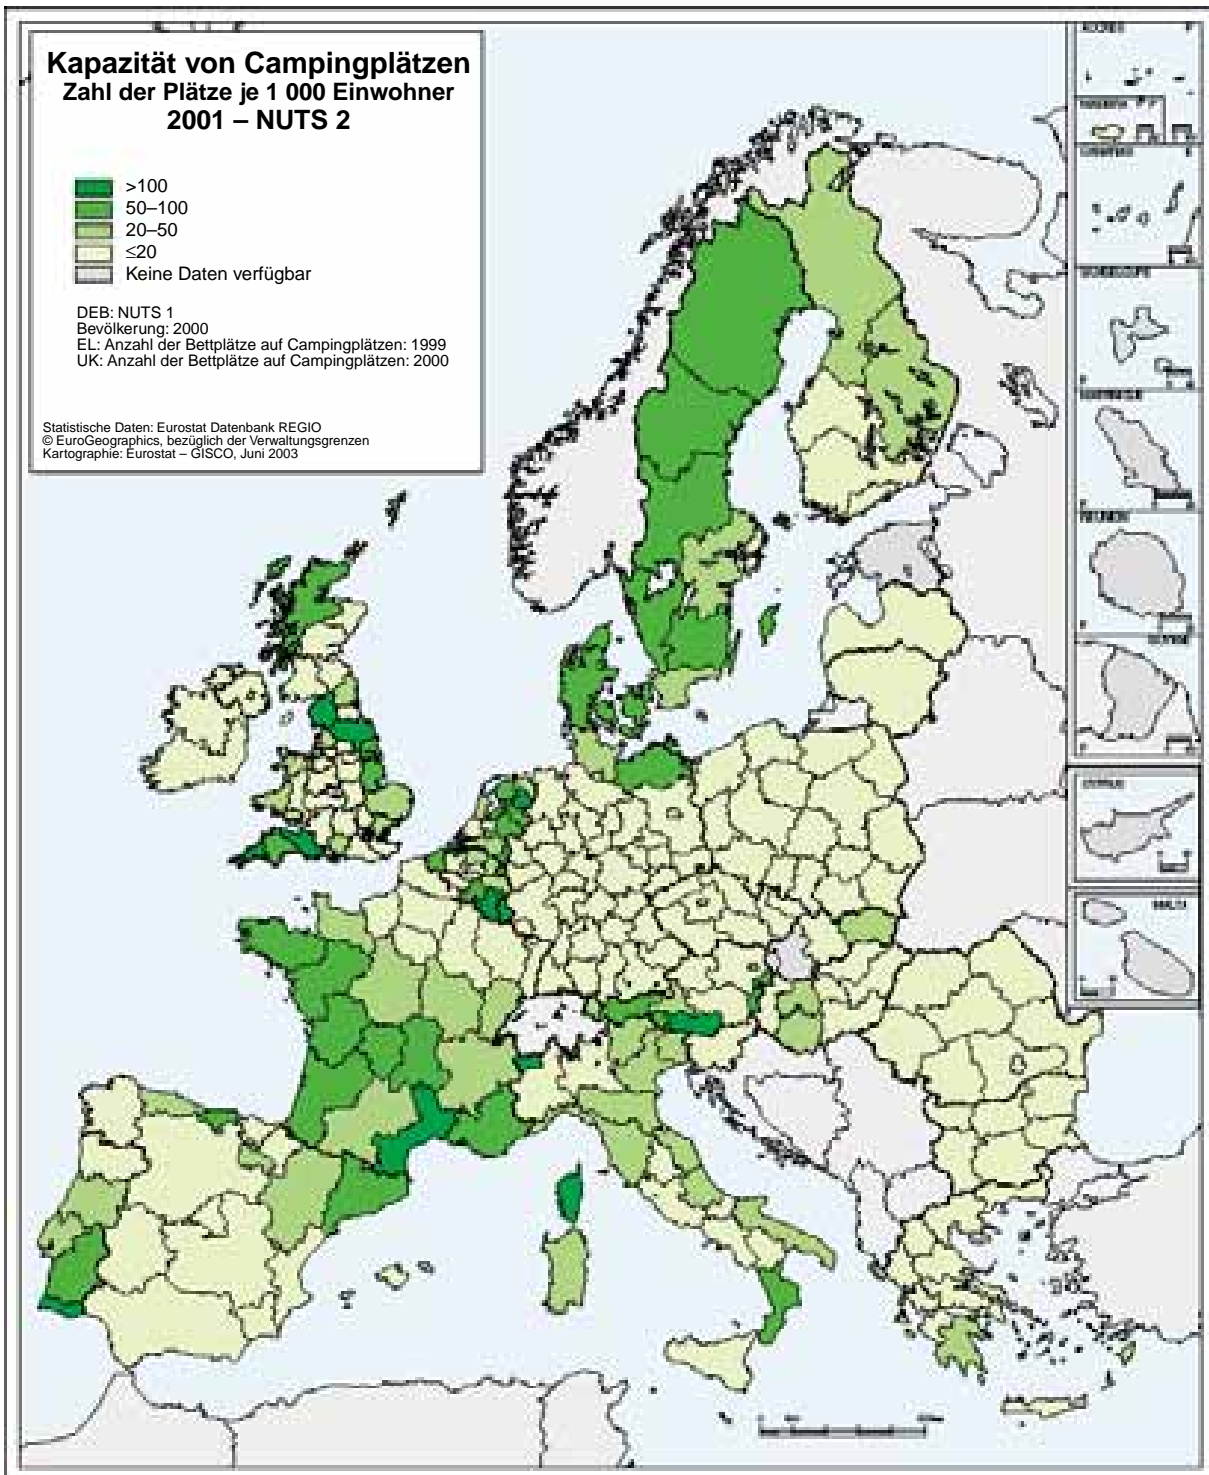 Kapazität von Campingplätzen
Zahl der Plätze je 1 000 Einwohner
2001 – NUTS 2
>100
50–100
20–50
≤20
Keine Daten verfügbar
DEB: NUTS 1
Bevölkerung: 2000
EL: Anzahl der Bettplätze auf Campingplätzen: 1999
UK: Anzahl der Bettplätze auf Campingplätzen: 2000
Statistische Daten: Eurostat Datenbank REGIO
© EuroGeographics, bezüglich der Verwaltungsgrenzen
Kartographie: Eurostat – GISCO, Juni 2003